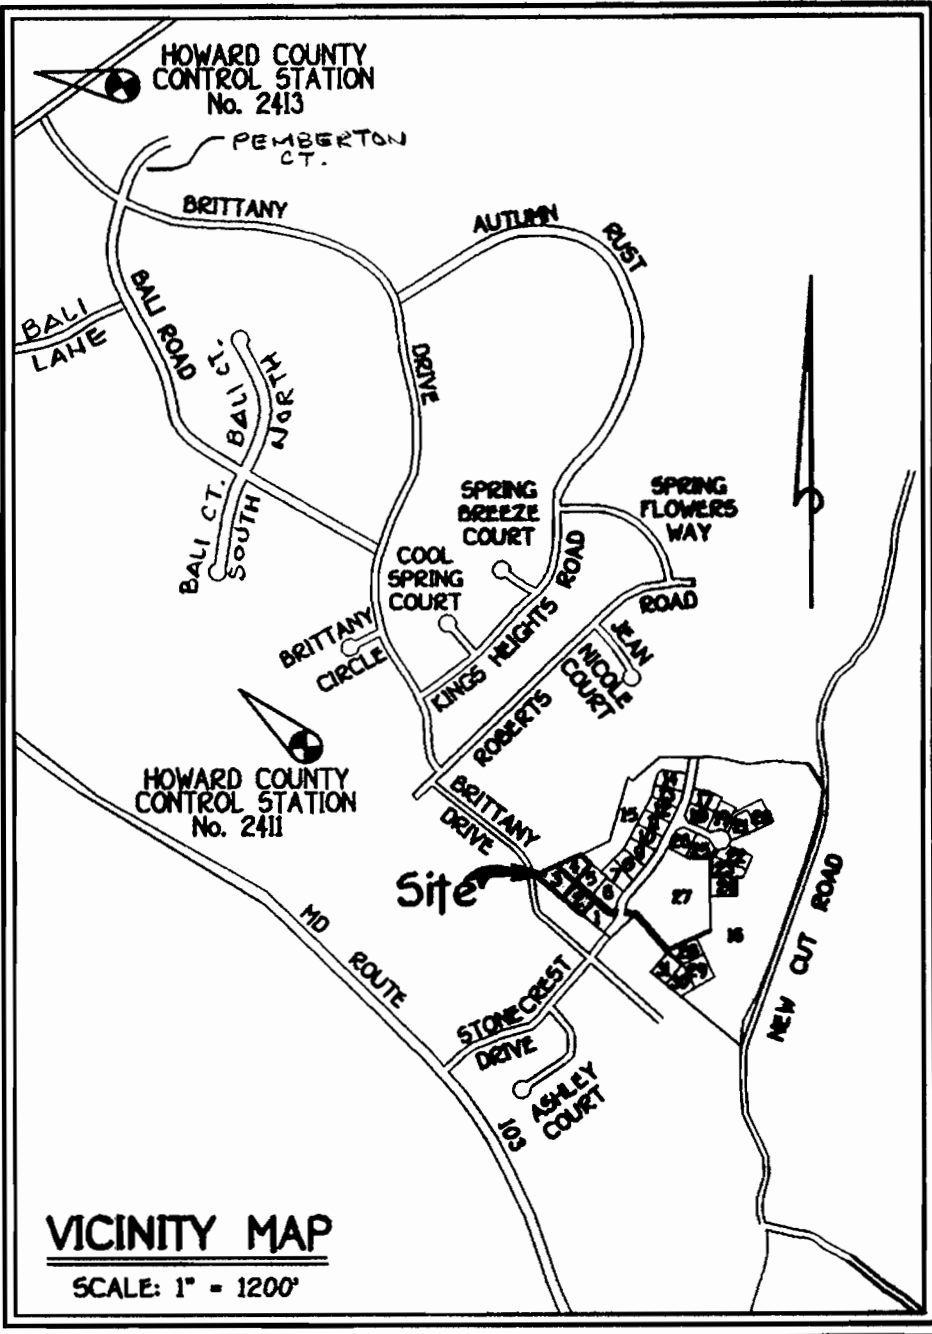 HOWARD COUNTY
CONTROL STATION
No. 2413
PEMBERTON
CT.
BRITTANY
DRIVE
AUTUMN
RUST
BALI
LANE
BALI ROAD
BALI CT.
NORTH
BALI CT.
SOUTH
SPRING
BREEZE
COURT
SPRING
FLOWERS
WAY
COOL
SPRING
COURT
ROAD
BRITTANY
CIRCLE
KINGS HEIGHTS ROAD
JEAN
NICOLE
COURT
ROBERTS
HOWARD COUNTY
CONTROL STATION
No. 2411
BRITTANY
DRIVE
15
17
Site
6
27
16
NEW CUT ROAD
MD
ROUTE
103
STONECREST
DRIVE
ASHLEY
COURT
VICINITY MAP
SCALE: 1" = 1200'